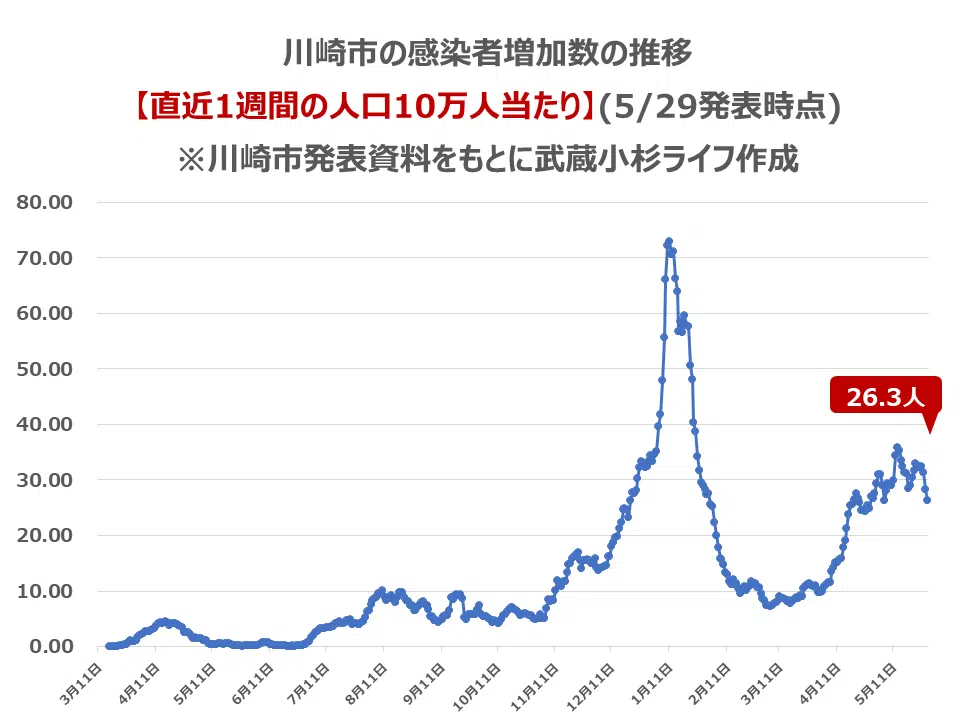 川崎市の感染者増加数の推移
【直近1週間の人口10万人当たり】(5/29発表時点)
※川崎市発表資料をもとに武蔵小杉ライフ作成
80.00
70.00
60.00
50.00
40.00
30.00
20.00
10.00
0.00
26.3人
3月11日
4月11日
5月11日
6月11日
7月11日
8月11日
9月11日
10月11日
11月11日
12月11日
1月11日
2月11日
3月11日
4月11日
5月11日